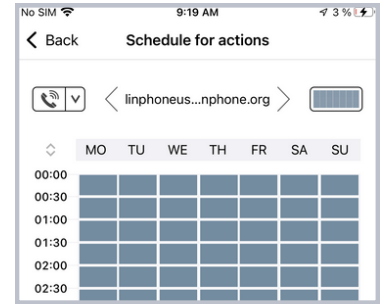 No SIM 9:19 AM 3 %
Back Schedule for actions
linphoneus...nphone.org
MO TU WE TH FR SA SU
00:00
00:30
01:00
01:30
02:00
02:30